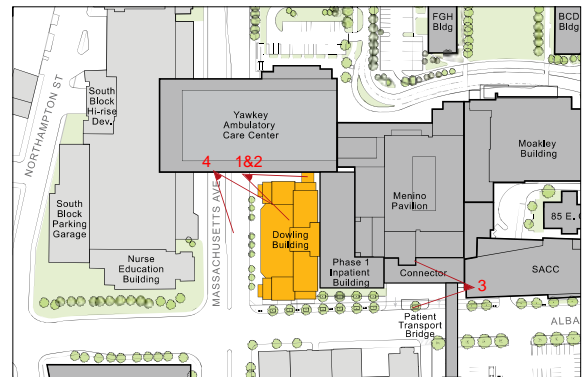 FGH
Bldg
BCD
Bldg
NORTHAMPTON ST
South
Block
Hi-rise
Dev.
Yawkey
Ambulatory
Care Center
Moakley
Building
4
1&2
MASSACHUSETTS AVE
Menino
Pavilion
South
Block
Parking
Garage
85 E. C
Dowling
Building
Nurse
Education
Building
Phase 1
Inpatient
Building
Connector
SACC
3
Patient
Transport
Bridge
ALBA